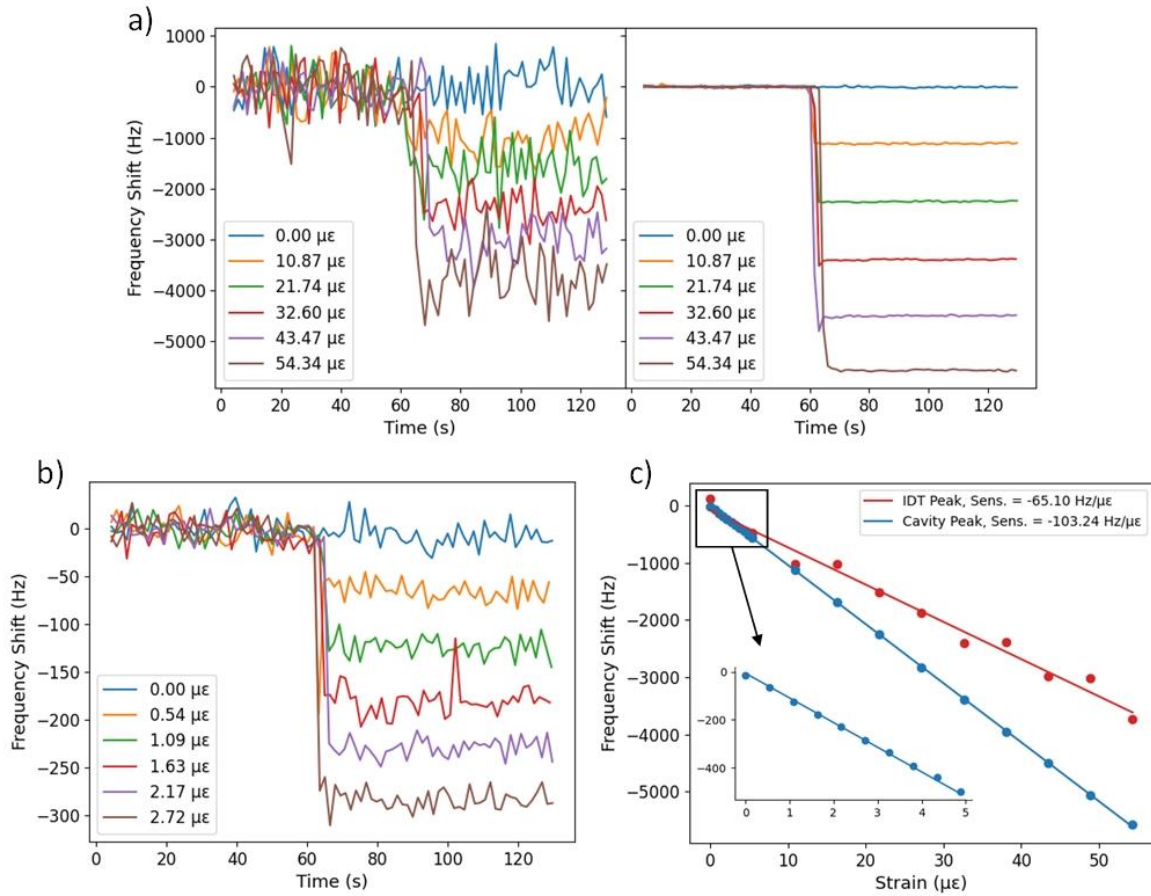 a)
1000
0
−1000
−2000
−3000
−4000
−5000
Frequency Shift (Hz)
0.00 µε
10.87 µε
21.74 µε
32.60 µε
43.47 µε
54.34 µε
0 20 40 60 80 100 120
Time (s)
0.00 µε
10.87 µε
21.74 µε
32.60 µε
43.47 µε
54.34 µε
0 20 40 60 80 100 120
Time (s)
b)
0
−50
−100
−150
−200
−250
−300
Frequency Shift (Hz)
0.00 µε
0.54 µε
1.09 µε
1.63 µε
2.17 µε
2.72 µε
0 20 40 60 80 100 120
Time (s)
c)
0
−1000
−2000
−3000
−4000
−5000
Frequency Shift (Hz)
IDT Peak, Sens. = -65.10 Hz/µε
Cavity Peak, Sens. = -103.24 Hz/µε
0
−200
−400
0 1 2 3 4 5
0 10 20 30 40 50
Strain (µε)